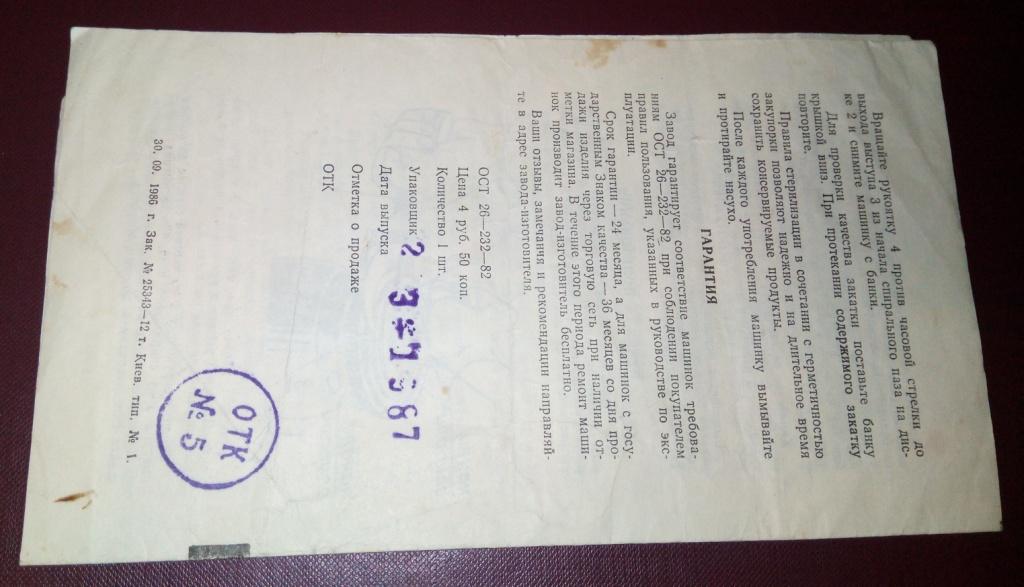 Вращайте рукоятку 4 против часовой стрелки до
выхода выступа 3 из начала спирального паза на дис-
ке 2 и снимите машинку с банки.
Для проверки качества закатки поставьте банку
крышкой вниз. При протекании содержимого закатку
повторите.
Правила стерилизации в сочетании с герметичностью
закупорки позволяют надежно и на длительное время
сохранить консервируемые продукты.
После каждого употребления машинку вымывайте
и протирайте насухо.
ГАРАНТИЯ
Завод гарантирует соответствие машинок требова-
ниям ОСТ 26—232—82 при соблюдении покупателем
правил пользования, указанных в руководстве по экс-
плуатации.
Срок гарантии — 24 месяца, а для машинок с госу-
дарственным Знаком качества — 36 месяцев со дня про-
дажи изделия через торговую сеть при наличии от-
метки магазина. В течение этого периода ремонт маши-
нок производит завод-изготовитель бесплатно.
Ваши отзывы, замечания и рекомендации направляй-
те в адрес завода-изготовителя.
ОСТ 26—232—82
Цена 4 руб. 50 коп.
Количество 1 шт.
Упаковщик 2
Дата выпуска
Отметка о продаже
ОТК
ОТК
№ 5
30. 09. 1986 г. Зак. № 25343—12 т. Киев. тип. № 1.